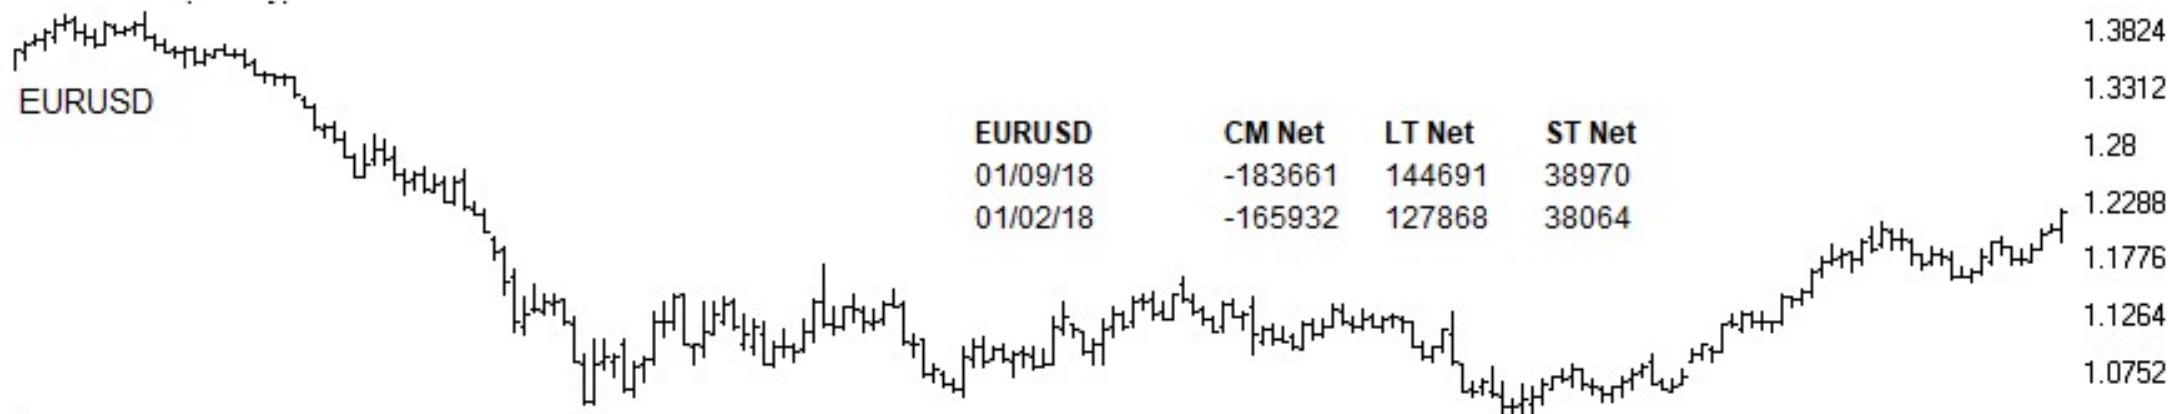 1.3824
EURUSD
1.3312
EURUSD CM Net LT Net ST Net
1.28
01/09/18 -183661 144691 38970
1.2288
01/02/18 -165932 127868 38064
1.1776
1.1264
1.0752